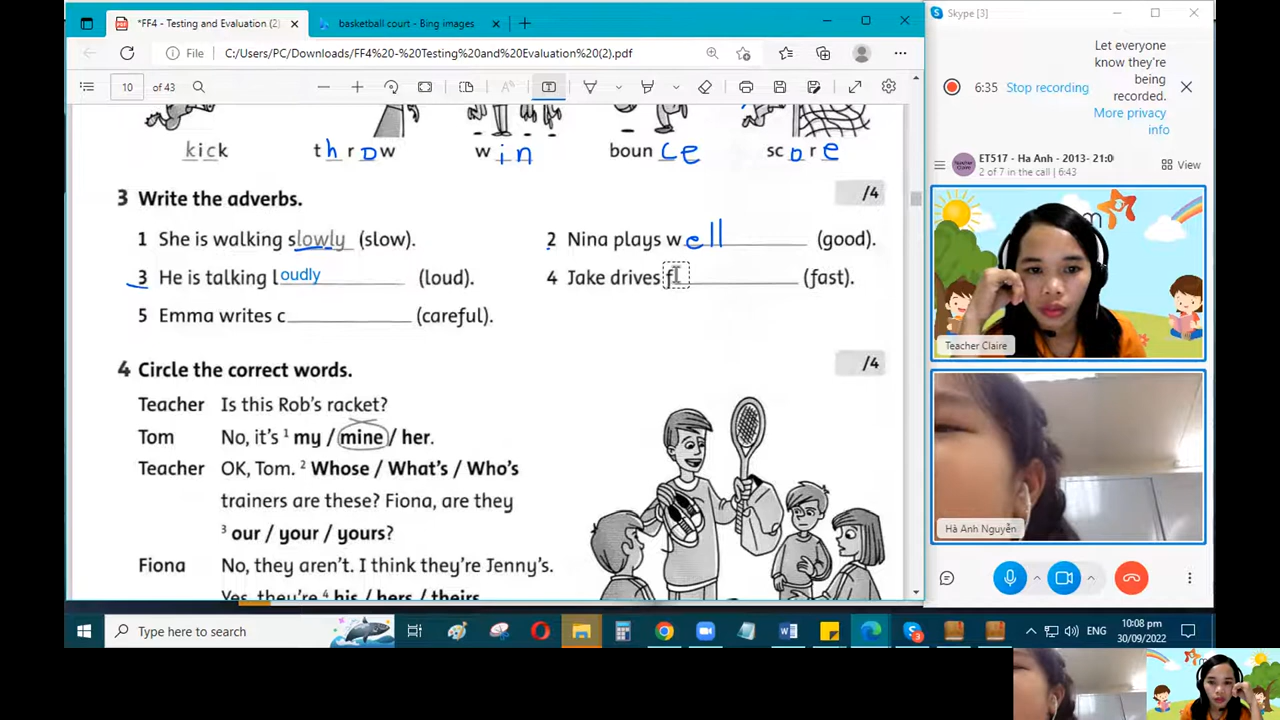 *FF4 - Testing and Evaluation (2)
basketball court - Bing images
File
C:/Users/PC/Downloads/FF4%20-%20Testing%20and%20Evaluation%20(2).pdf
10 of 43
kick throw win bounce score
3 Write the adverbs. /4
1 She is walking slowly (slow). 2 Nina plays well (good).
3 He is talking loudly (loud). 4 Jake drives f (fast).
5 Emma writes c (careful).
4 Circle the correct words. /4
Teacher Is this Rob's racket?
Tom No, it's 1 my / mine / her.
Teacher OK, Tom. 2 Whose / What's / Who's
trainers are these? Fiona, are they
3 our / your / yours?
Fiona No, they aren't. I think they're Jenny's.
Yes, they're 4 his / hers / theirs
Skype [3]
Let everyone
know they're
being
recorded.
6:35 Stop recording
More privacy
info
ET517 - Ha Anh - 2013- 21:0
2 of 7 in the call | 6:43
View
Teacher Claire
Hà Anh Nguyễn
Type here to search
ENG
10:08 pm
30/09/2022